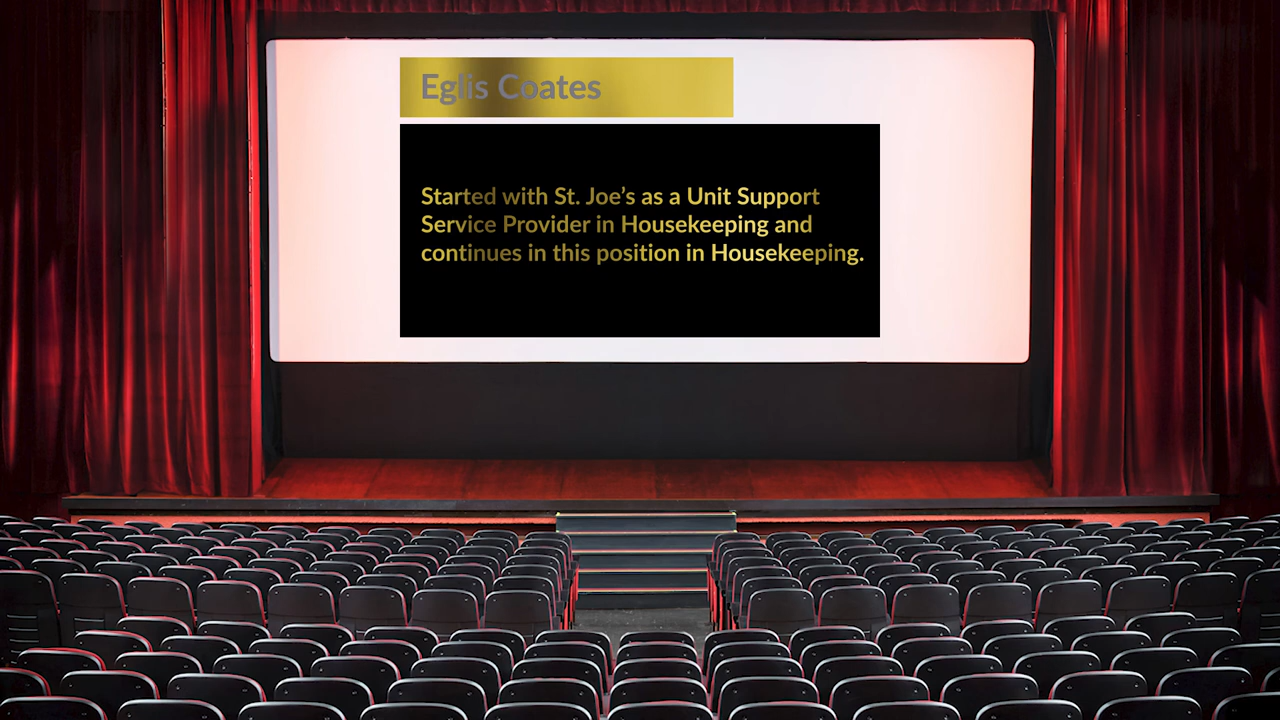 Eglis Coates
Started with St. Joe’s as a Unit Support
Service Provider in Housekeeping and
continues in this position in Housekeeping.